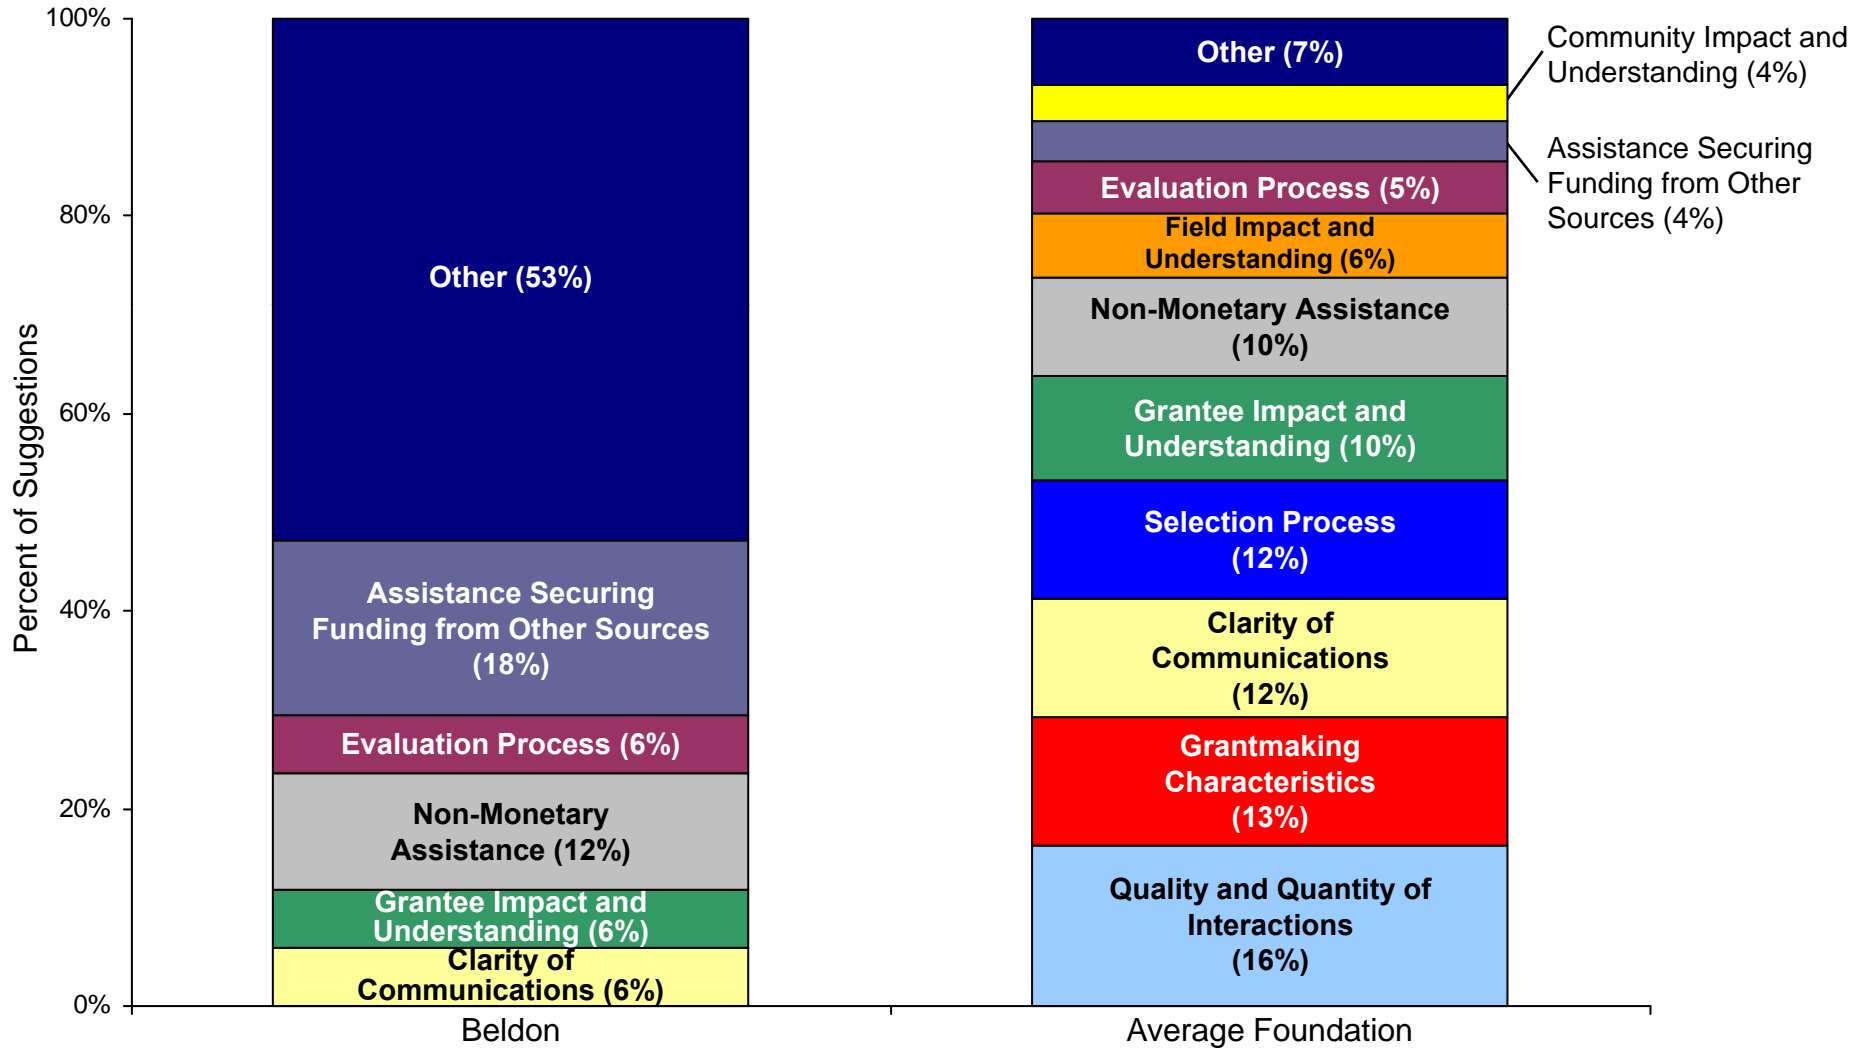 Percent of Suggestions
100%
80%
60%
40%
20%
0%
Other (53%)
Assistance Securing
Funding from Other Sources
(18%)
Evaluation Process (6%)
Non-Monetary
Assistance (12%)
Grantee Impact and
Understanding (6%)
Clarity of
Communications (6%)
Beldon
Other (7%)
Community Impact and
Understanding (4%)
Assistance Securing
Funding from Other
Sources (4%)
Evaluation Process (5%)
Field Impact and
Understanding (6%)
Non-Monetary Assistance
(10%)
Grantee Impact and
Understanding (10%)
Selection Process
(12%)
Clarity of
Communications
(12%)
Grantmaking
Characteristics
(13%)
Quality and Quantity of
Interactions
(16%)
Average Foundation